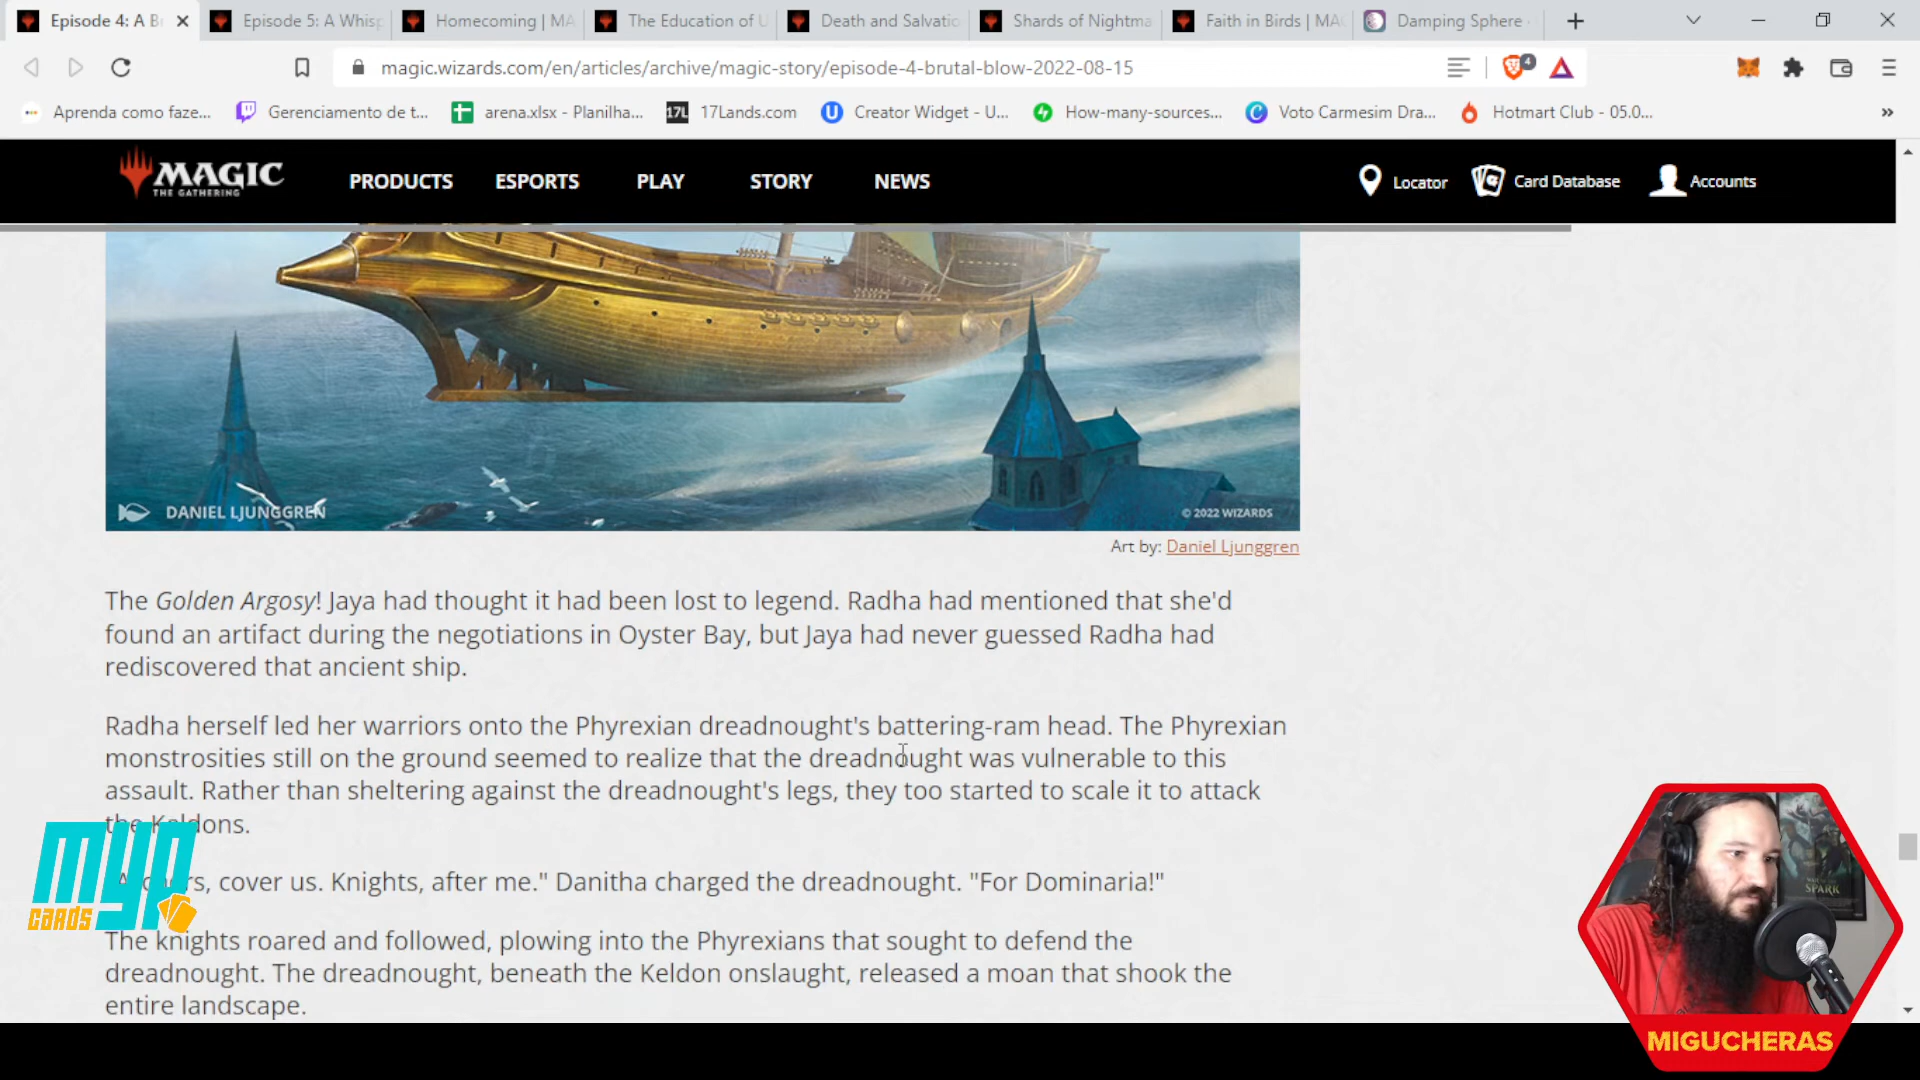 Episode 4: A B
Episode 5: A Whisp
Homecoming | MA
The Education of U
Death and Salvatio
Shards of Nightma
Faith in Birds | MA
Damping Sphere
magic.wizards.com/en/articles/archive/magic-story/episode-4-brutal-blow-2022-08-15
4
Aprenda como faze...
Gerenciamento de t...
arena.xlsx - Planilha...
17L 17Lands.com
Creator Widget - U...
How-many-sources...
Voto Carmesim Dra...
Hotmart Club - 05.0...
»
MAGIC
THE GATHERING
PRODUCTS
ESPORTS
PLAY
STORY
NEWS
Locator
Card Database
Accounts
DANIEL LJUNGGREN
© 2022 WIZARDS
Art by: Daniel Ljunggren
The Golden Argosy! Jaya had thought it had been lost to legend. Radha had mentioned that she'd
found an artifact during the negotiations in Oyster Bay, but Jaya had never guessed Radha had
rediscovered that ancient ship.
Radha herself led her warriors onto the Phyrexian dreadnought's battering-ram head. The Phyrexian
monstrosities still on the ground seemed to realize that the dreadnought was vulnerable to this
assault. Rather than sheltering against the dreadnought's legs, they too started to scale it to attack
the Keldons.
cover us. Knights, after me." Danitha charged the dreadnought. "For Dominaria!"
The knights roared and followed, plowing into the Phyrexians that sought to defend the
dreadnought. The dreadnought, beneath the Keldon onslaught, released a moan that shook the
entire landscape.
myp
cards
SPARK
MIGUCHERAS